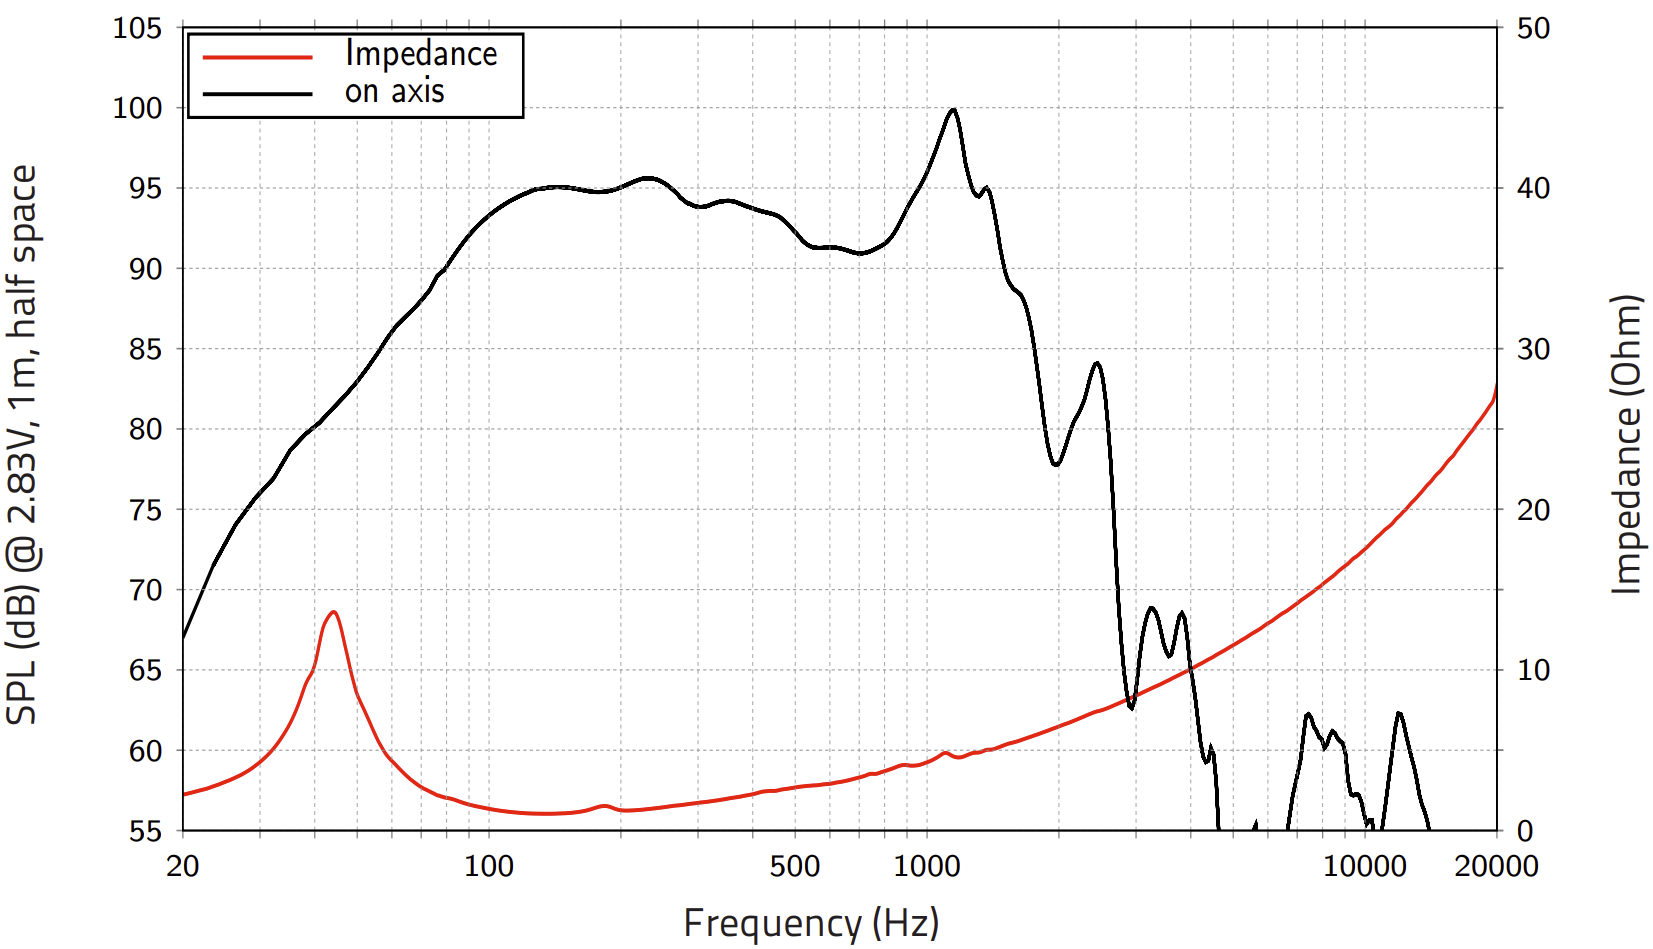 Impedance
on axis
SPL (dB) @ 2.83V, 1m, half space
105
100
95
90
85
80
75
70
65
60
55
50
40
30
20
10
0
Impedance (Ohm)
20 100 500 1000 10000 20000
Frequency (Hz)